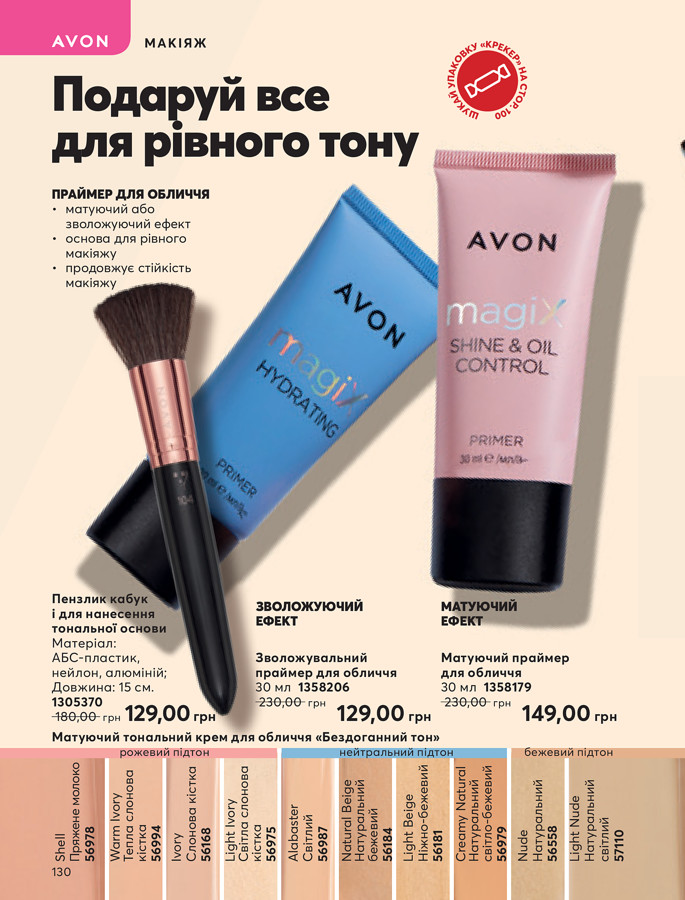 AVON
МАКІЯЖ
ШУКАЙ УПАКОВКУ «КРЕКЕР» НА СТОР. 100
Подаруй все
для рівного тону
ПРАЙМЕР ДЛЯ ОБЛИЧЧЯ
• матуючий або
зволожуючий ефект
• основа для рівного
макіяжу
• продовжує стійкість
макіяжу
AVON
magiX
HYDRATING
PRIMER
AVON
magiX
SHINE & OIL
CONTROL
PRIMER
30 ml ℮ /мл/
AVON
104
Пензлик кабук
і для нанесення
тональної основи
Матеріал:
АБС-пластик,
нейлон, алюміній;
Довжина: 15 см.
1305370
180,00 грн 129,00 грн
ЗВОЛОЖУЮЧИЙ
ЕФЕКТ
Зволожувальний
праймер для обличчя
30 мл 1358206
230,00 грн
129,00 грн
МАТУЮЧИЙ
ЕФЕКТ
Матуючий праймер
для обличчя
30 мл 1358179
230,00 грн
149,00 грн
Матуючий тональний крем для обличчя «Бездоганний тон»
рожевий підтон
нейтральний підтон
бежевий підтон
Shell
Пряжене молоко
56978
Warm Ivory
Тепла слонова
кістка
56994
Ivory
Слонова кістка
56168
Light Ivory
Світла слонова
кістка
56975
Alabaster
Світлий
56987
Natural Beige
Натуральний
бежевий
56184
Light Beige
Ніжно-бежевий
56181
Creamy Natural
Натуральний
світло-бежевий
56979
Nude
Натуральний
56558
Light Nude
Натуральний
світлий
57110
130